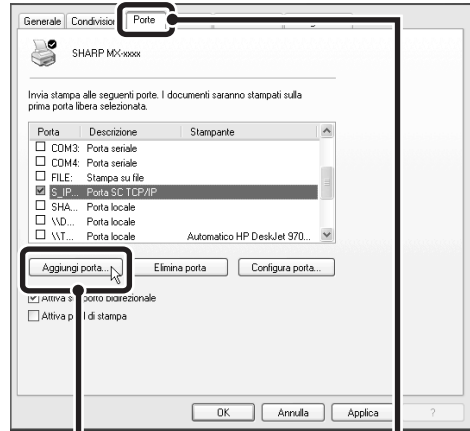 Generale Condivisione Porte
SHARP MX-xxxx
Invia stampa alle seguenti porte. I documenti saranno stampati sulla
prima porta libera selezionata.
Porta Descrizione Stampante
COM3: Porta seriale
COM4: Porta seriale
FILE: Stampa su file
S_IP... Porta SC TCP/IP
SHA... Porta locale
\\D... Porta locale
\\T... Porta locale Automatico HP DeskJet 970...
Aggiungi porta... Elimina porta Configura porta...
Attiva bidirezionale
Attiva di stampa
OK Annulla Applica ?